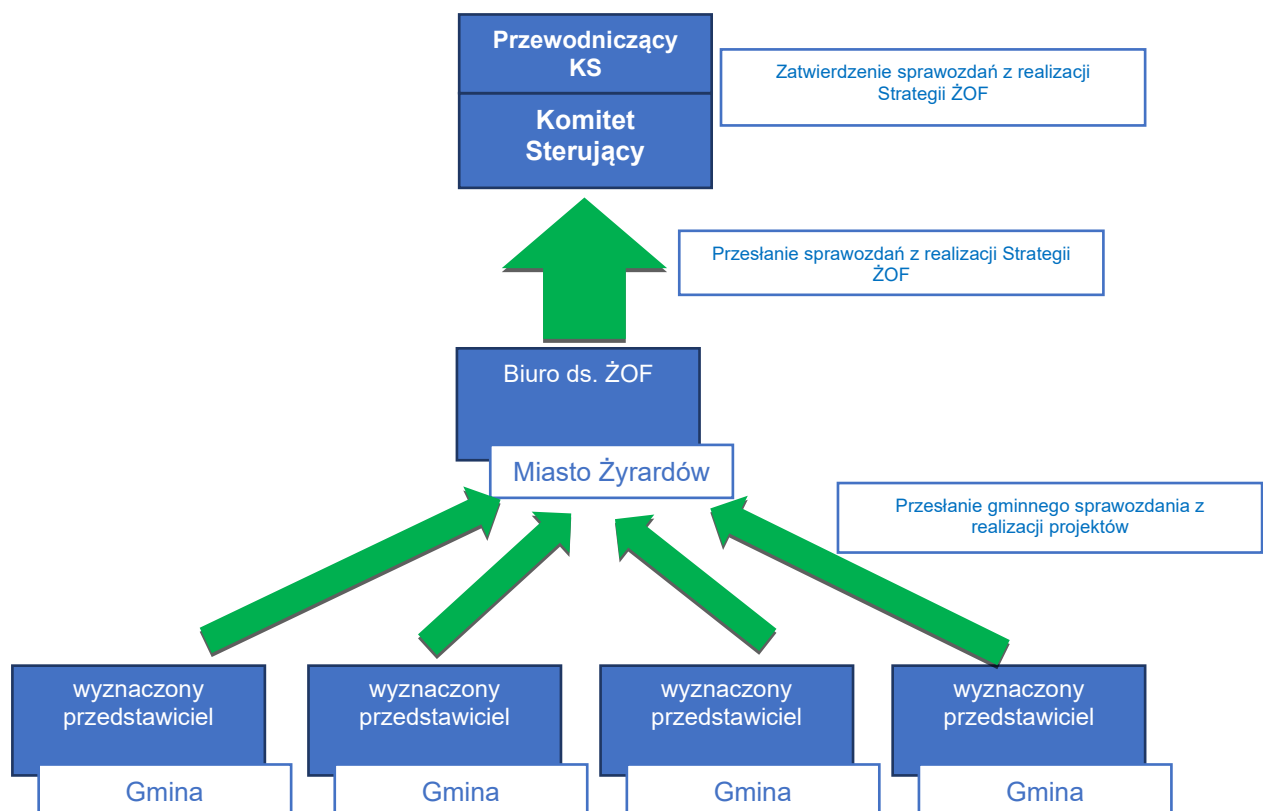 Przewodniczący
KS
Zatwierdzenie sprawozdań z realizacji
Strategii ŻOF
Komitet
Sterujący
Przesłanie sprawozdań z realizacji Strategii
ŻOF
Biuro ds. ŻOF
Miasto Żyrardów
Przesłanie gminnego sprawozdania z
realizacji projektów
wyznaczony
przedstawiciel
Gmina
wyznaczony
przedstawiciel
Gmina
wyznaczony
przedstawiciel
Gmina
wyznaczony
przedstawiciel
Gmina